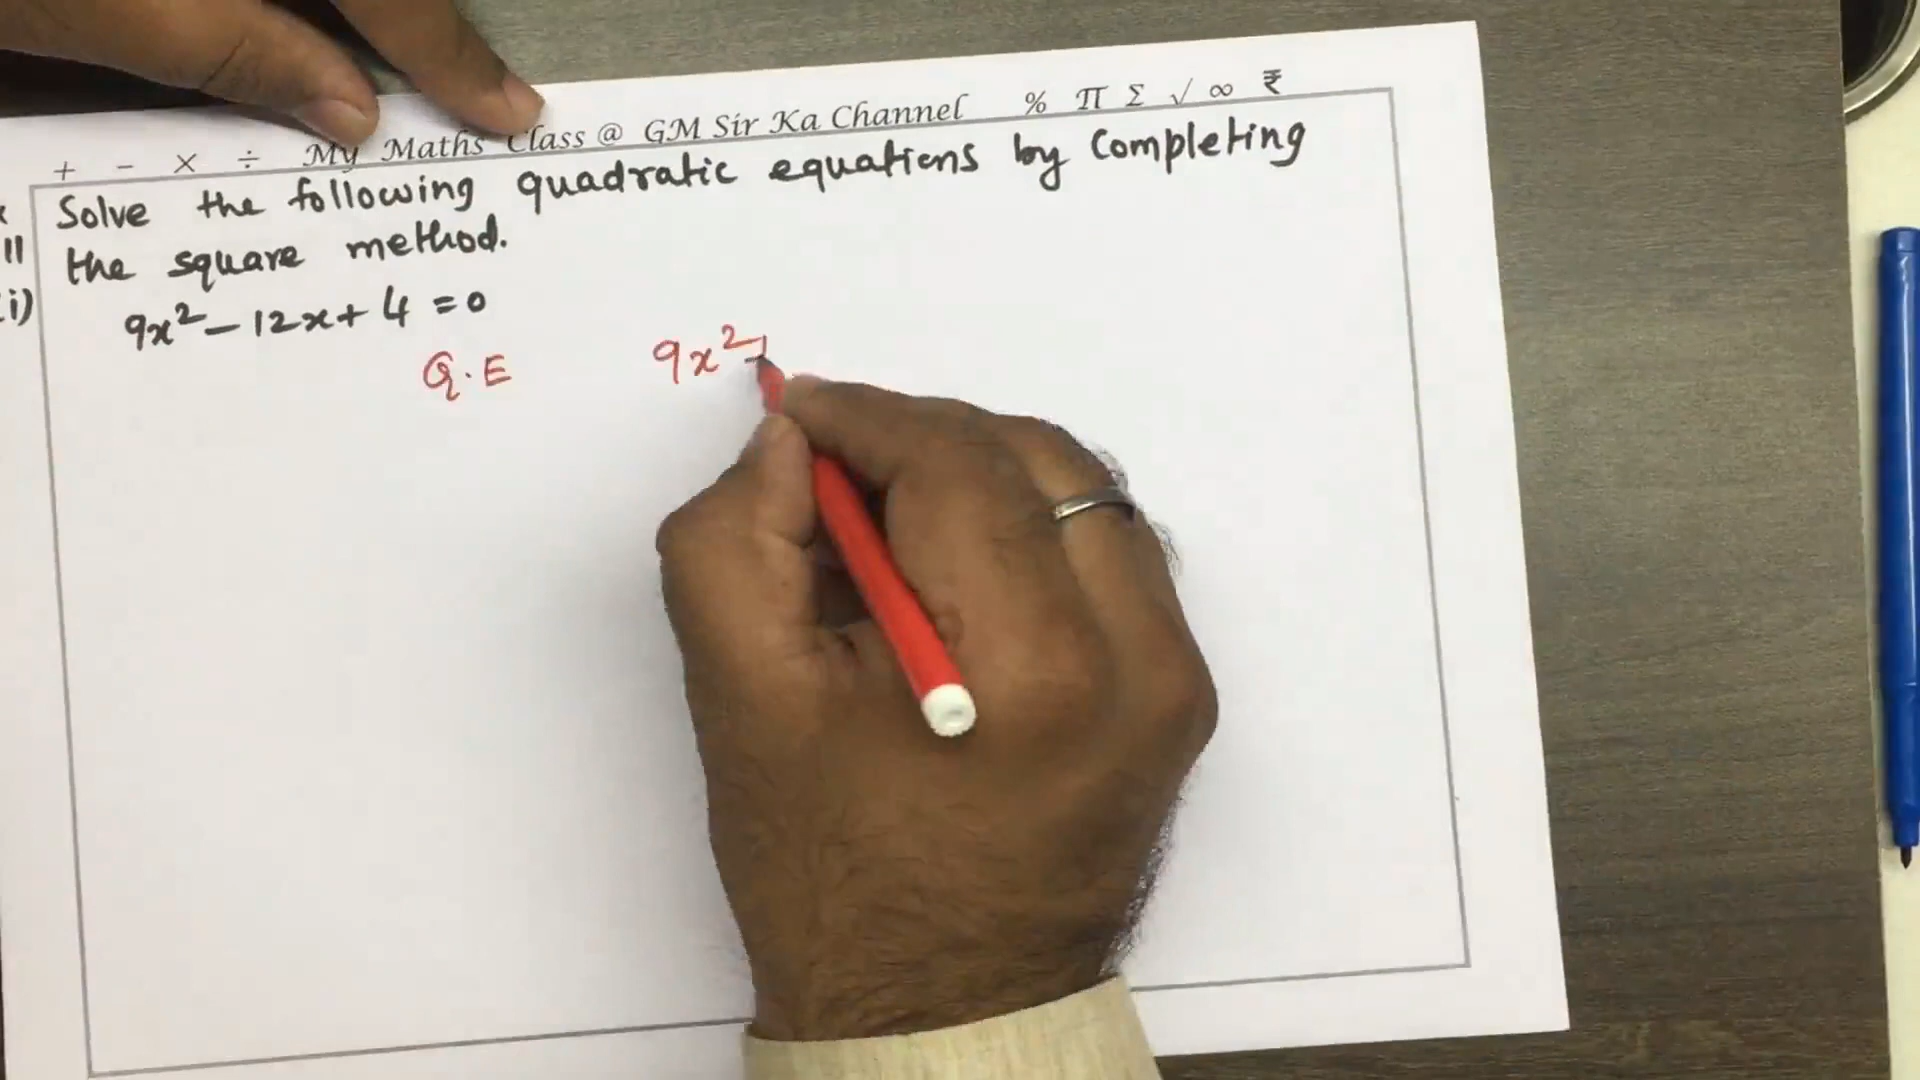 + - × ÷ My Maths Class @ GM Sir Ka Channel % Π Σ √ ∞ ₹
Solve the following quadratic equations by Completing
11 the square method.
i) 9x² - 12x + 4 = 0
Q.E 9x²